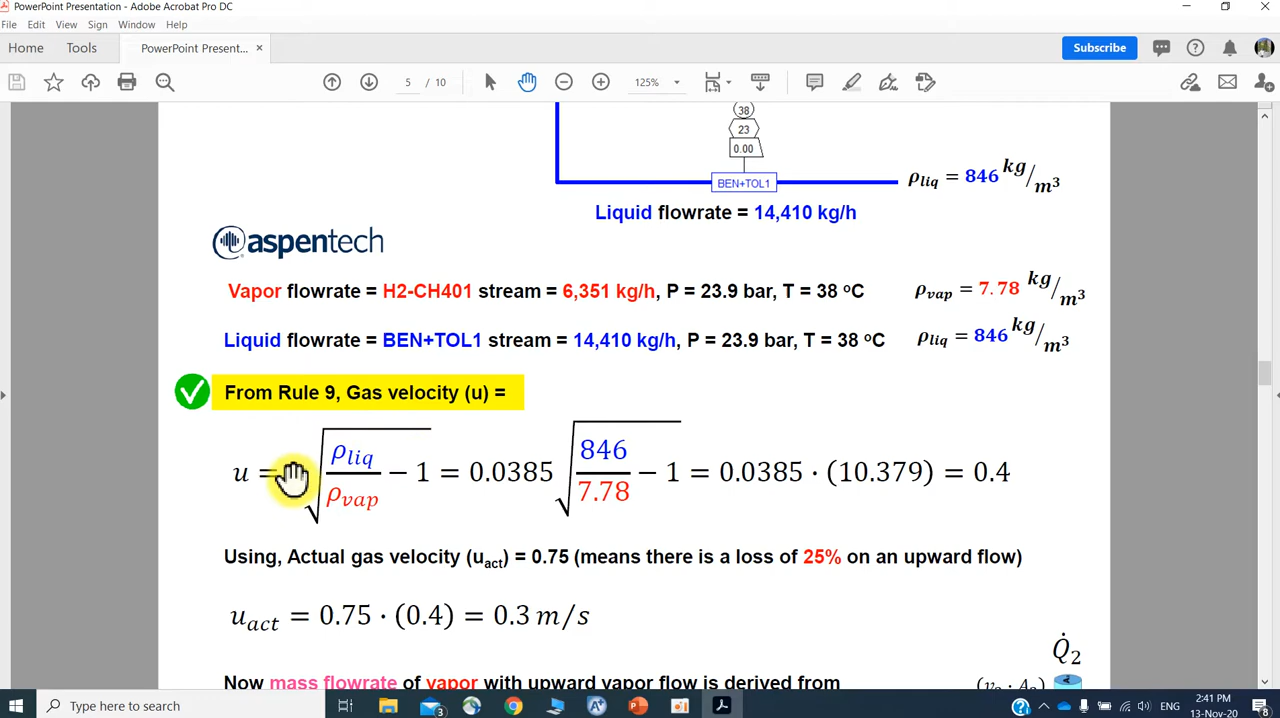 PowerPoint Presentation - Adobe Acrobat Pro DC
File Edit View Sign Window Help
Home Tools PowerPoint Present... × Subscribe
5 / 10 125%
38
23
0.00
BEN+TOL1
ρliq = 846 kg/m³
Liquid flowrate = 14,410 kg/h
aspentech
Vapor flowrate = H2-CH401 stream = 6,351 kg/h, P = 23.9 bar, T = 38 ºC ρvap = 7.78 kg/m³
Liquid flowrate = BEN+TOL1 stream = 14,410 kg/h, P = 23.9 bar, T = 38 ºC ρliq = 846 kg/m³
From Rule 9, Gas velocity (u) =
u = √(ρliq/ρvap − 1) = 0.0385 √(846/7.78 − 1) = 0.0385 · (10.379) = 0.4
Using, Actual gas velocity (uact) = 0.75 (means there is a loss of 25% on an upward flow)
uact = 0.75 · (0.4) = 0.3 m/s
Q̇2
Now mass flowrate of vapor with upward vapor flow is derived from
Type here to search
3
ENG
2:41 PM
13-Nov-20
8